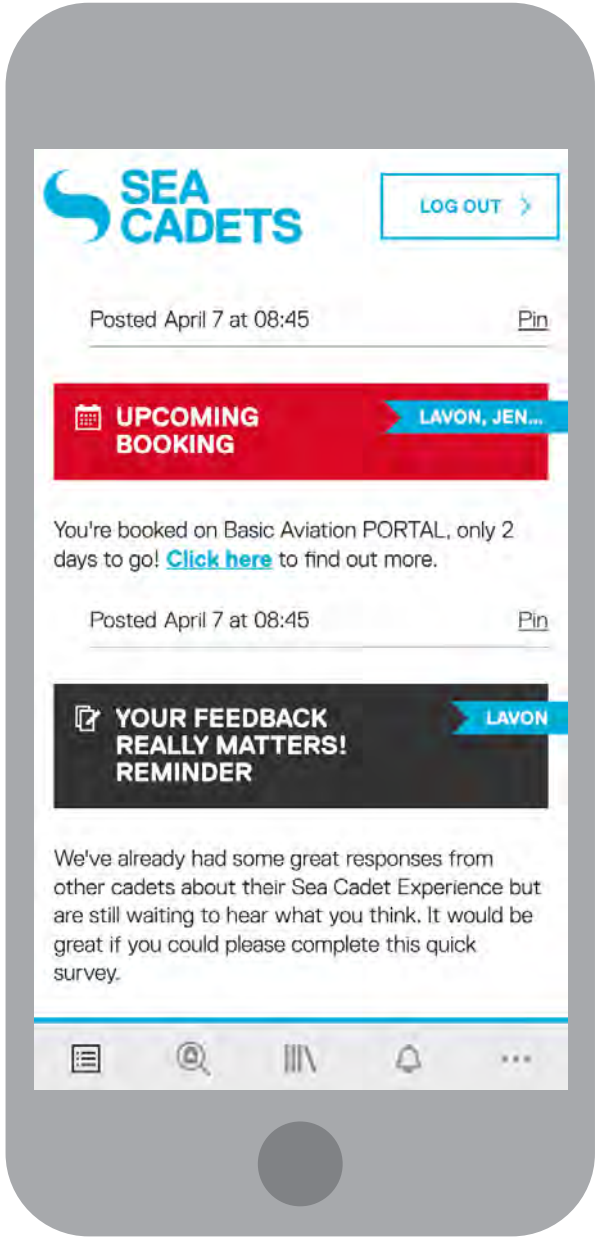 SEA
CADETS
LOG OUT
Posted April 7 at 08:45
Pin
UPCOMING
BOOKING
LAVON, JEN...
You're booked on Basic Aviation PORTAL, only 2
days to go! Click here to find out more.
Posted April 7 at 08:45
Pin
YOUR FEEDBACK
REALLY MATTERS!
REMINDER
LAVON
We've already had some great responses from
other cadets about their Sea Cadet Experience but
are still waiting to hear what you think. It would be
great if you could please complete this quick
survey.